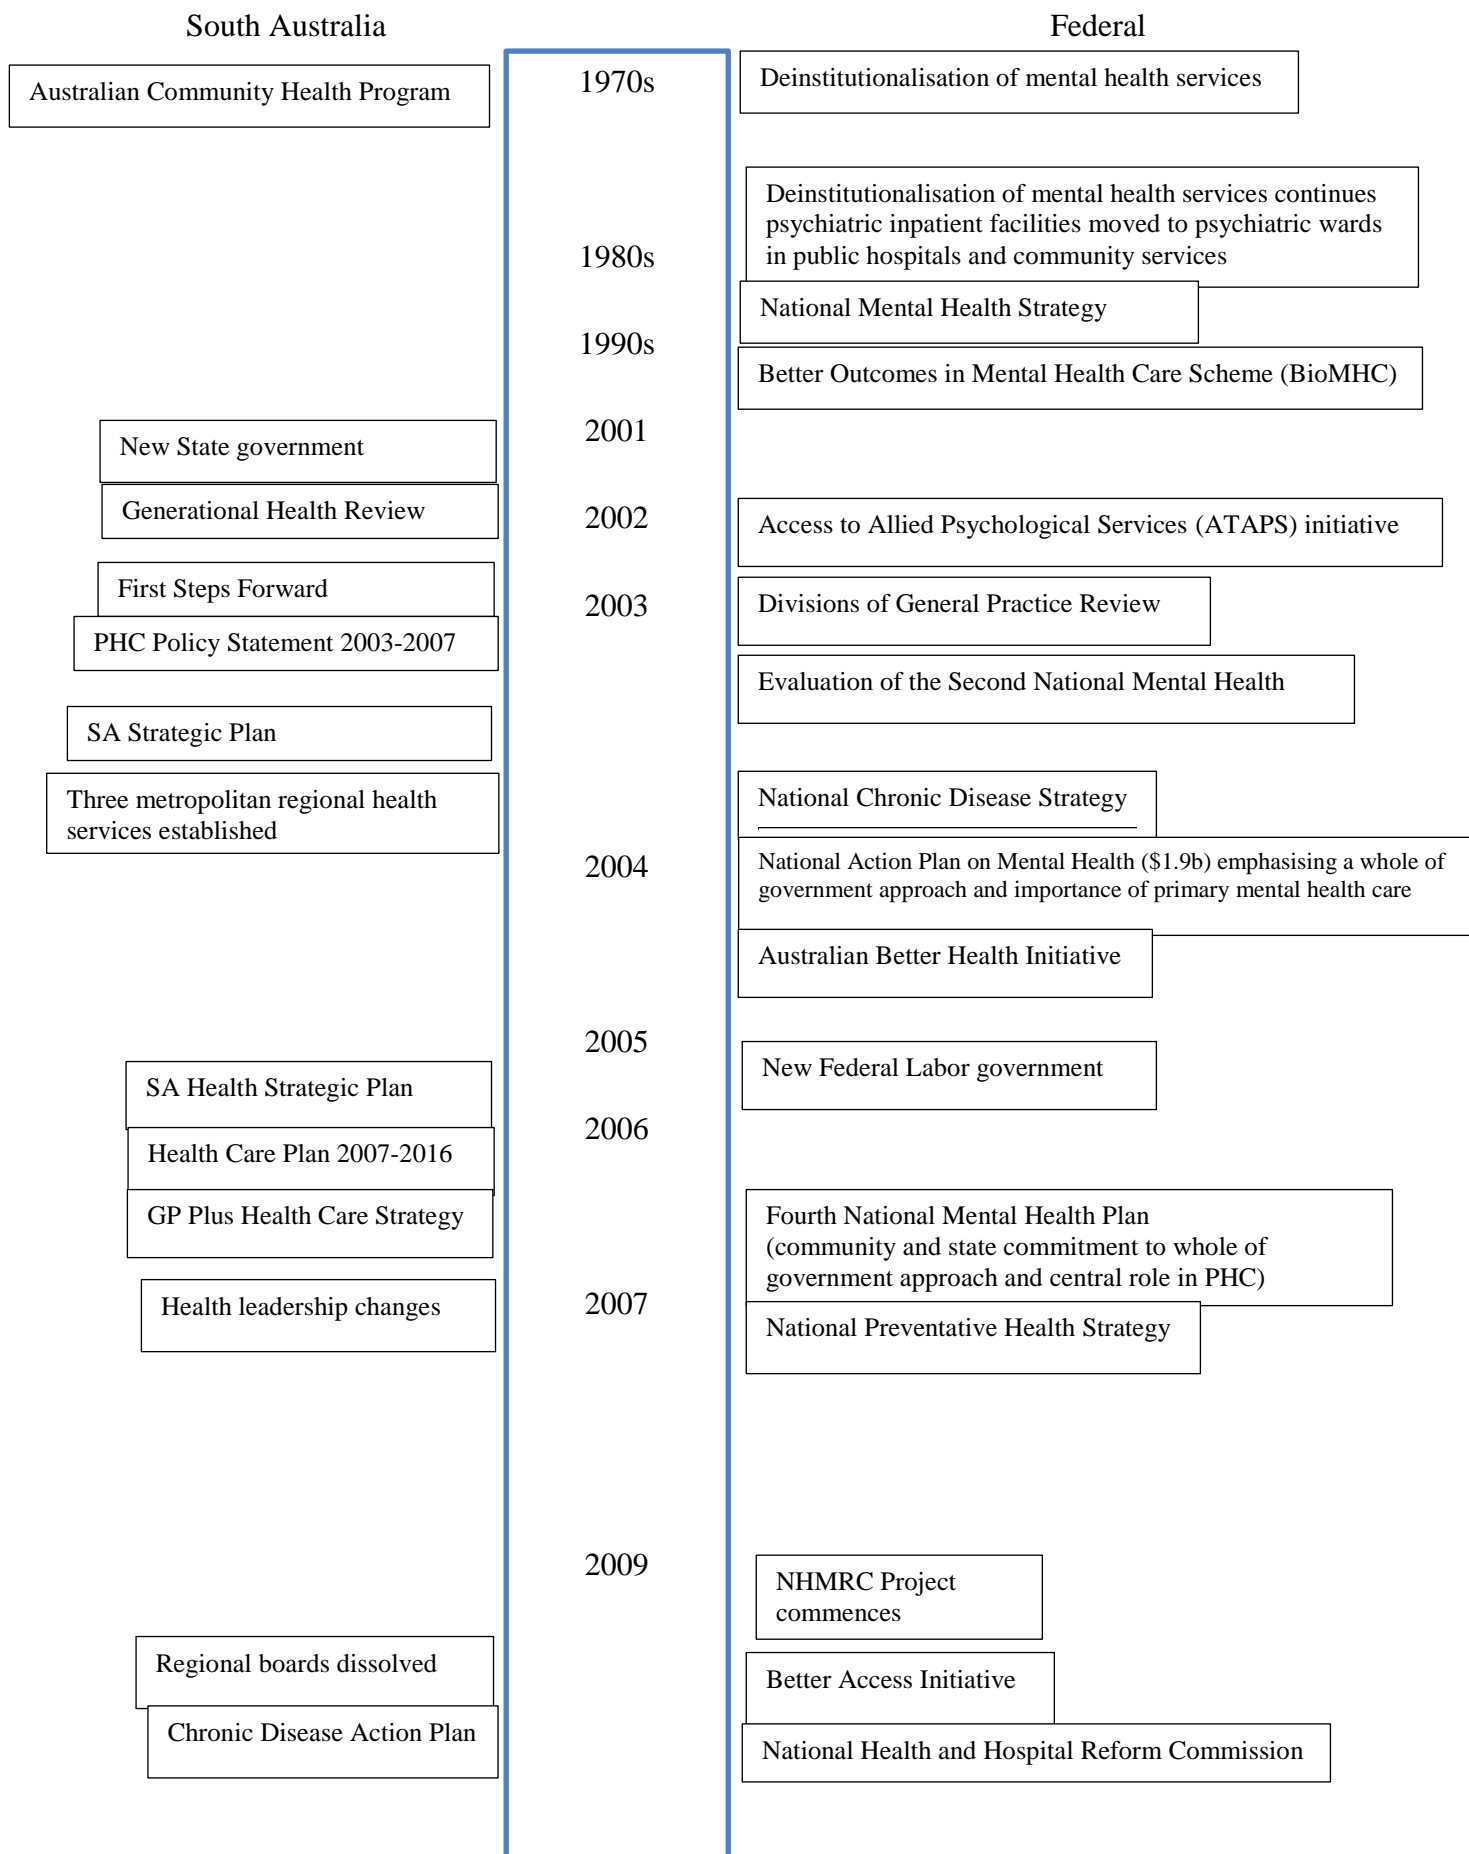 South Australia
Federal
Australian Community Health Program
1970s
Deinstitutionalisation of mental health services
Deinstitutionalisation of mental health services continues
psychiatric inpatient facilities moved to psychiatric wards
in public hospitals and community services
1980s
National Mental Health Strategy
1990s
Better Outcomes in Mental Health Care Scheme (BioMHC)
New State government
2001
Generational Health Review
2002
Access to Allied Psychological Services (ATAPS) initiative
First Steps Forward
2003
Divisions of General Practice Review
PHC Policy Statement 2003-2007
Evaluation of the Second National Mental Health
SA Strategic Plan
Three metropolitan regional health
services established
National Chronic Disease Strategy
2004
National Action Plan on Mental Health ($1.9b) emphasising a whole of
government approach and importance of primary mental health care
Australian Better Health Initiative
2005
New Federal Labor government
SA Health Strategic Plan
2006
Health Care Plan 2007-2016
GP Plus Health Care Strategy
Fourth National Mental Health Plan
(community and state commitment to whole of
government approach and central role in PHC)
Health leadership changes
2007
National Preventative Health Strategy
2009
NHMRC Project
commences
Regional boards dissolved
Better Access Initiative
Chronic Disease Action Plan
National Health and Hospital Reform Commission